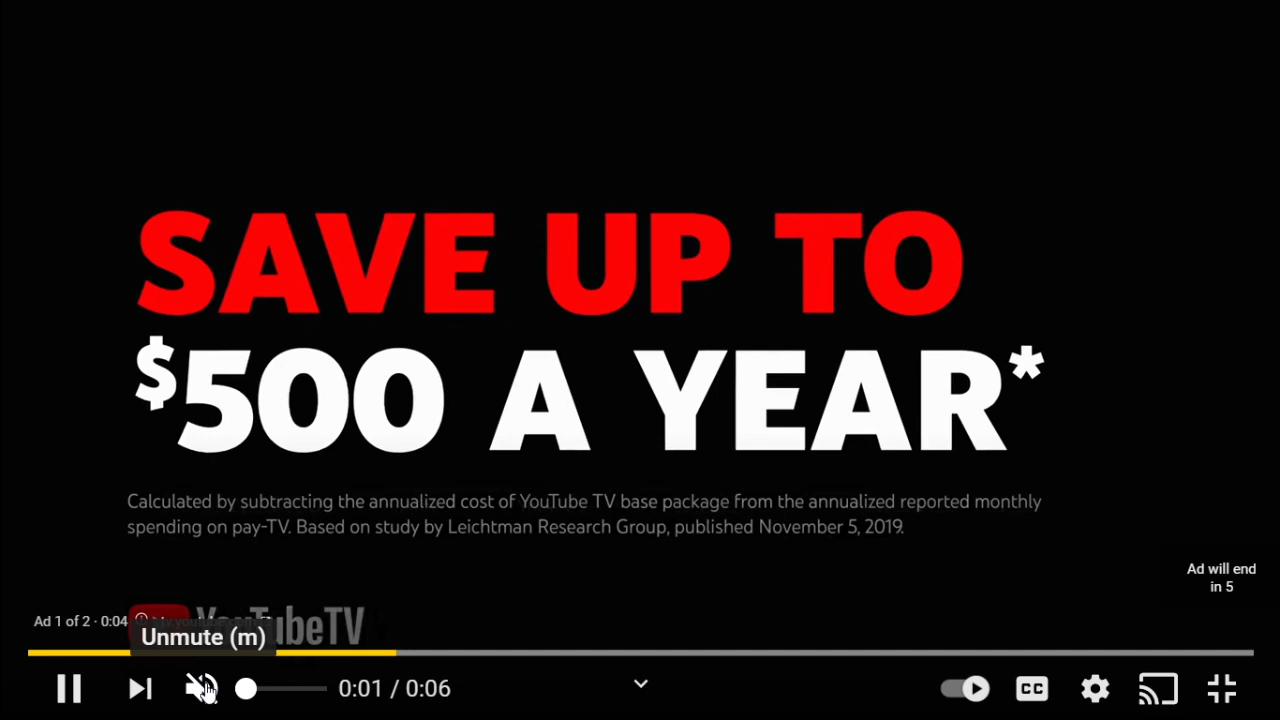 SAVE UP TO
$500 A YEAR*
Calculated by subtracting the annualized cost of YouTube TV base package from the annualized reported monthly
spending on pay-TV. Based on study by Leichtman Research Group, published November 5, 2019.
Ad will end
in 5
Ad 1 of 2 · 0:04
YouTubeTV
Unmute (m)
0:01 / 0:06
CC